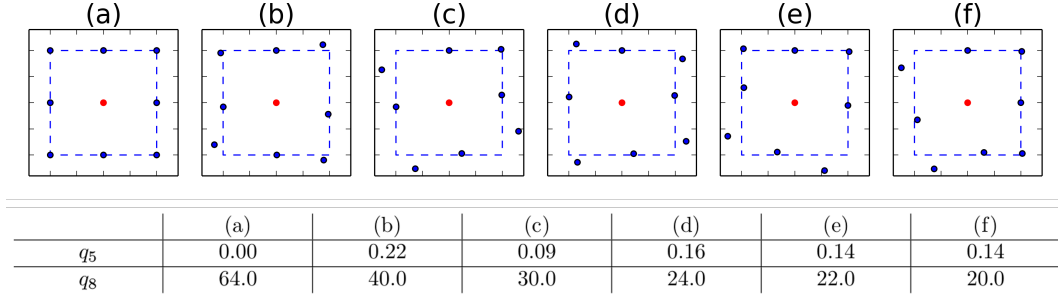 (a) (b) (c) (d) (e) (f)
(a) (b) (c) (d) (e) (f)
q5 0.00 0.22 0.09 0.16 0.14 0.14
q8 64.0 40.0 30.0 24.0 22.0 20.0